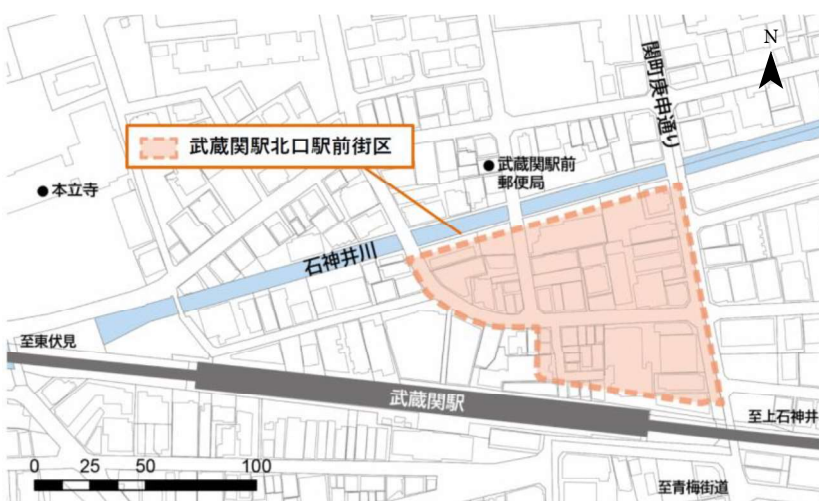 N
関町庚申通り
武蔵関駅北口駅前街区
武蔵関駅前
郵便局
本立寺
石神井川
至東伏見
武蔵関駅
至上石神井
0 25 50 100
至青梅街道